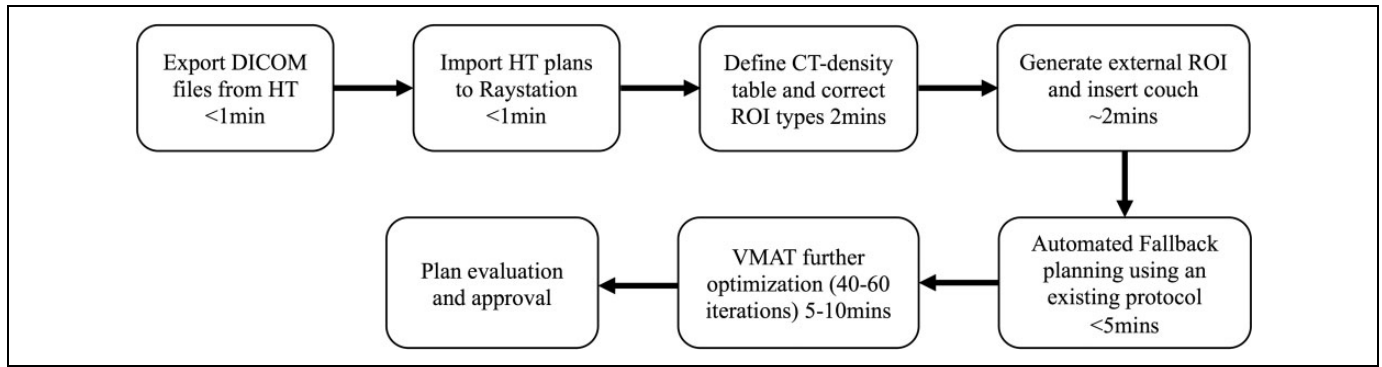 Export DICOM
files from HT
<1min
Import HT plans
to Raystation
<1min
Define CT-density
table and correct
ROI types 2mins
Generate external ROI
and insert couch
~2mins
Automated Fallback
planning using an
existing protocol
<5mins
VMAT further
optimization (40-60
iterations) 5-10mins
Plan evaluation
and approval